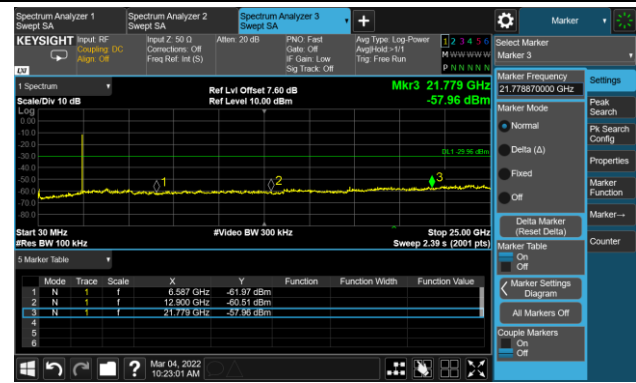 Spectrum Analyzer 1
Swept SA
Spectrum Analyzer 2
Swept SA
Spectrum Analyzer 3
Swept SA
Marker
KEYSIGHT
Input: RF
Coupling: DC
Align: Off
Input Z: 50 Ω
Corrections: Off
Freq Ref: Int (S)
Atten: 20 dB
PNO: Fast
Gate: Off
IF Gain: Low
Sig Track: Off
Avg Type: Log-Power
Avg|Hold:>1/1
Trig: Free Run
1 2 3 4 5 6
M W W W W W
P N N N N N
LXI
Select Marker
Marker 3
1 Spectrum
Scale/Div 10 dB
Log
Ref Lvl Offset 7.60 dB
Ref Level 10.00 dBm
Mkr3 21.779 GHz
-57.96 dBm
0.00
-10.0
-20.0
-30.0
-40.0
-50.0
-60.0
-70.0
-80.0
DL1 -29.96 dBm
1
2
3
Start 30 MHz
#Res BW 100 kHz
#Video BW 300 kHz
Stop 25.00 GHz
Sweep 2.39 s (2001 pts)
5 Marker Table
Mode Trace Scale X Y Function Function Width Function Value
1 N 1 f 6.587 GHz -61.97 dBm
2 N 1 f 12.900 GHz -60.51 dBm
3 N 1 f 21.779 GHz -57.96 dBm
4
5
6
Marker Frequency
21.778870000 GHz
Marker Mode
Normal
Delta (Δ)
Fixed
Off
Delta Marker
(Reset Delta)
Marker Table
On
Off
Marker Settings
Diagram
All Markers Off
Couple Markers
On
Off
Settings
Peak
Search
Pk Search
Config
Properties
Marker
Function
Marker→
Counter
?
Mar 04, 2022
10:23:01 AM